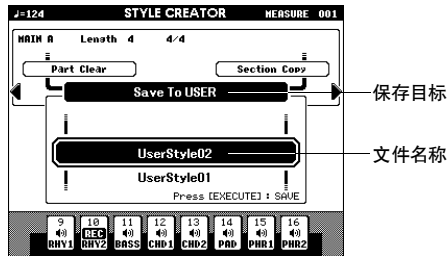 ♩=124 STYLE CREATOR MEASURE 001
MAIN A Length 4 4/4
Part Clear Section Copy
Save To USER 保存目标
UserStyle02 文件名称
UserStyle01
Press [EXECUTE] : SAVE
9 10 11 12 13 14 15 16
REC
RHY1 RHY2 BASS CHD1 CHD2 PAD PHR1 PHR2